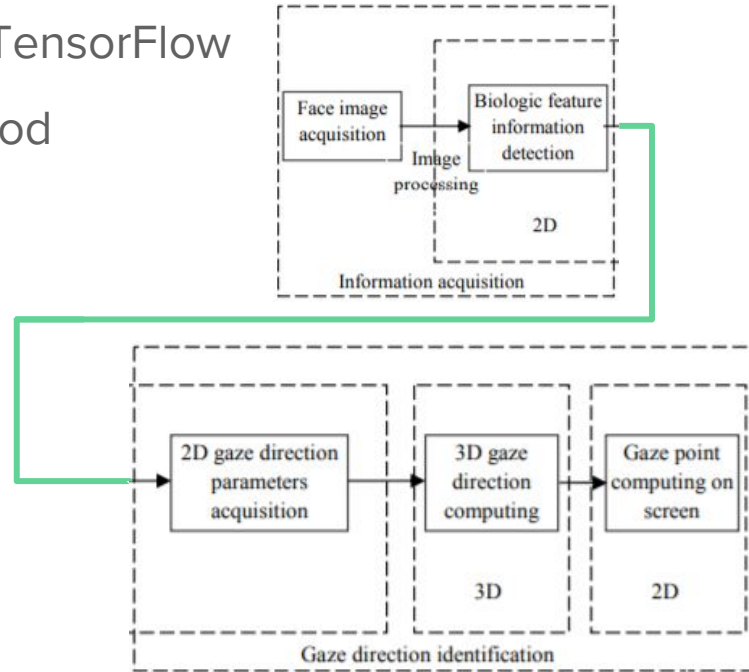 TensorFlow
od
Face image
acquisition
Image
processing
Biologic feature
information
detection
2D
Information acquisition
2D gaze direction
parameters
acquisition
3D gaze
direction
computing
3D
Gaze point
computing on
screen
2D
Gaze direction identification